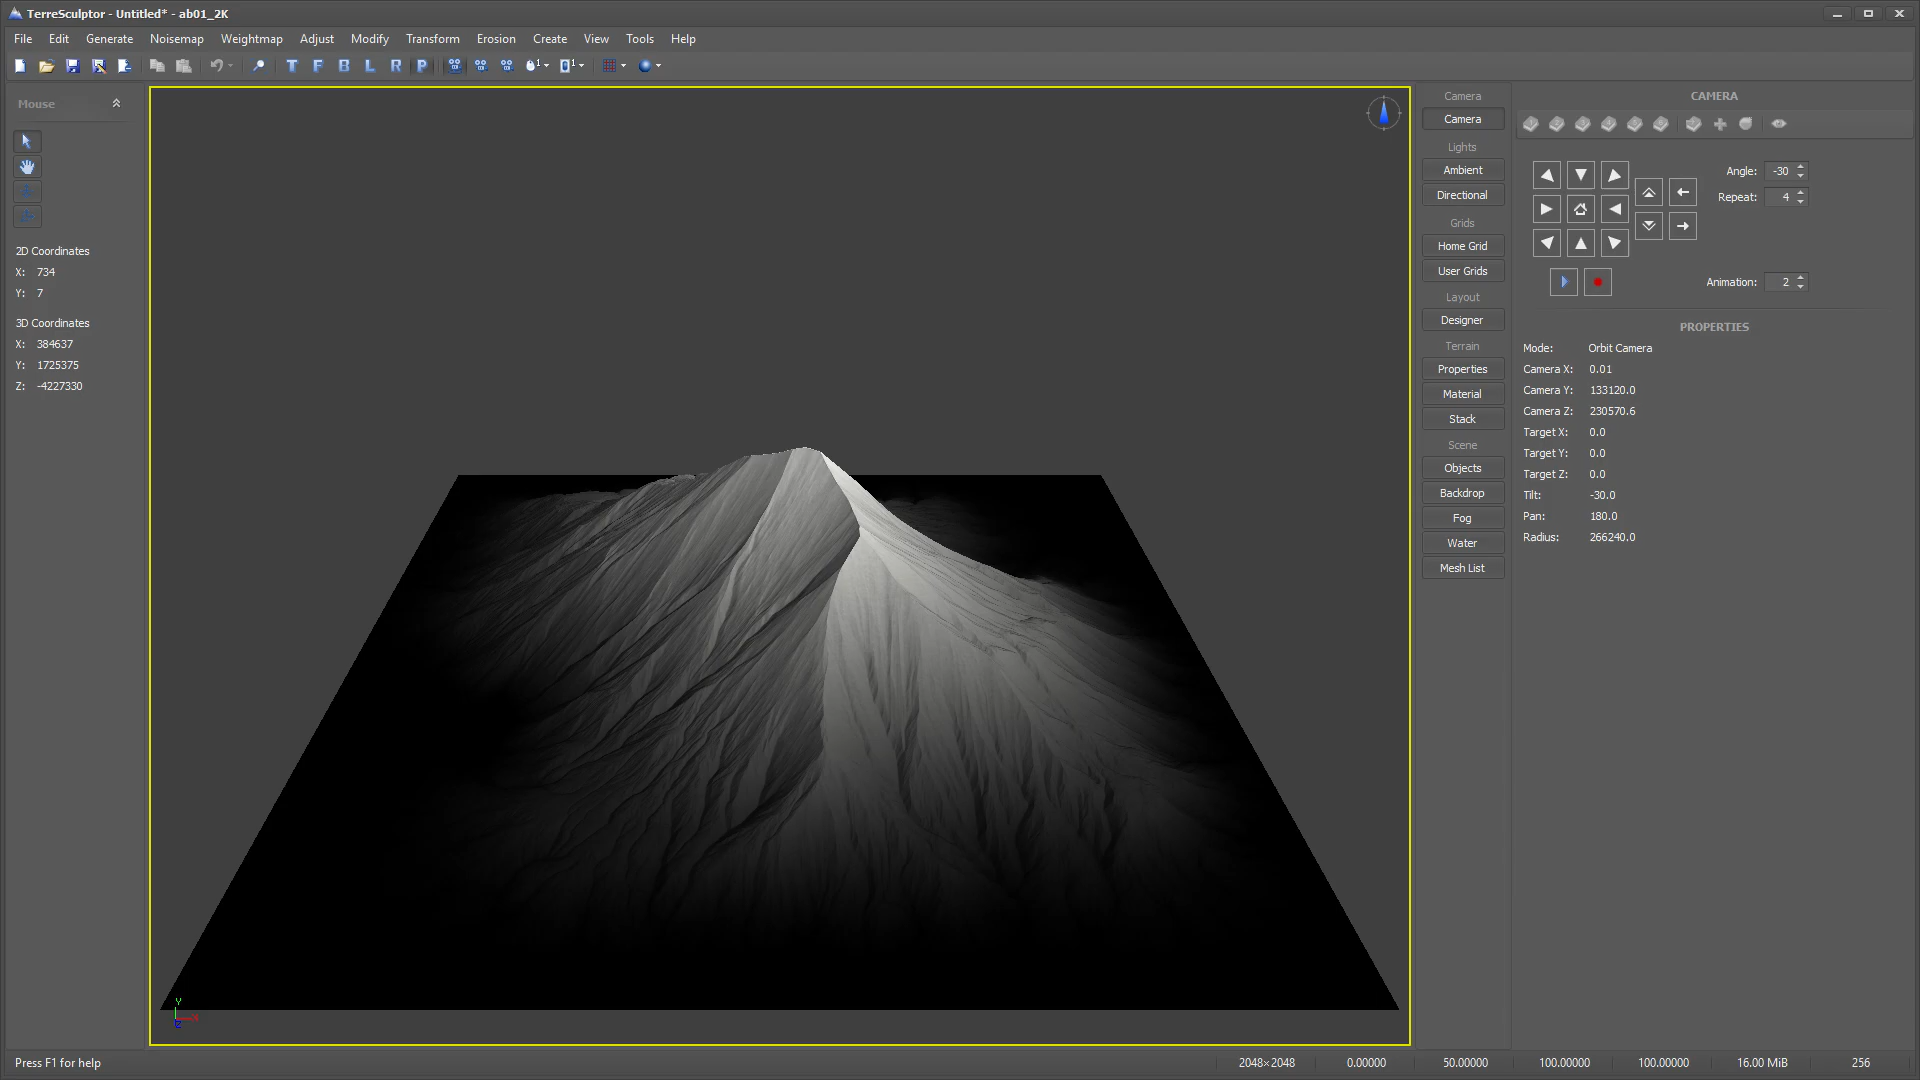 TerreSculptor - Untitled* - ab01_2K
File Edit Generate Noisemap Weightmap Adjust Modify Transform Erosion Create View Tools Help
T F B L R P 1 1
Mouse
2D Coordinates
X: 734
Y: 7
3D Coordinates
X: 384637
Y: 1725375
Z: -4227330
Y
X
Z
Camera
Camera
Lights
Ambient
Directional
Grids
Home Grid
User Grids
Layout
Designer
Terrain
Properties
Material
Stack
Scene
Objects
Backdrop
Fog
Water
Mesh List
CAMERA
Angle: -30
Repeat: 4
Animation: 2
PROPERTIES
Mode: Orbit Camera
Camera X: 0.01
Camera Y: 133120.0
Camera Z: 230570.6
Target X: 0.0
Target Y: 0.0
Target Z: 0.0
Tilt: -30.0
Pan: 180.0
Radius: 266240.0
Press F1 for help
2048×2048 0.00000 50.00000 100.00000 100.00000 16.00 MiB 256